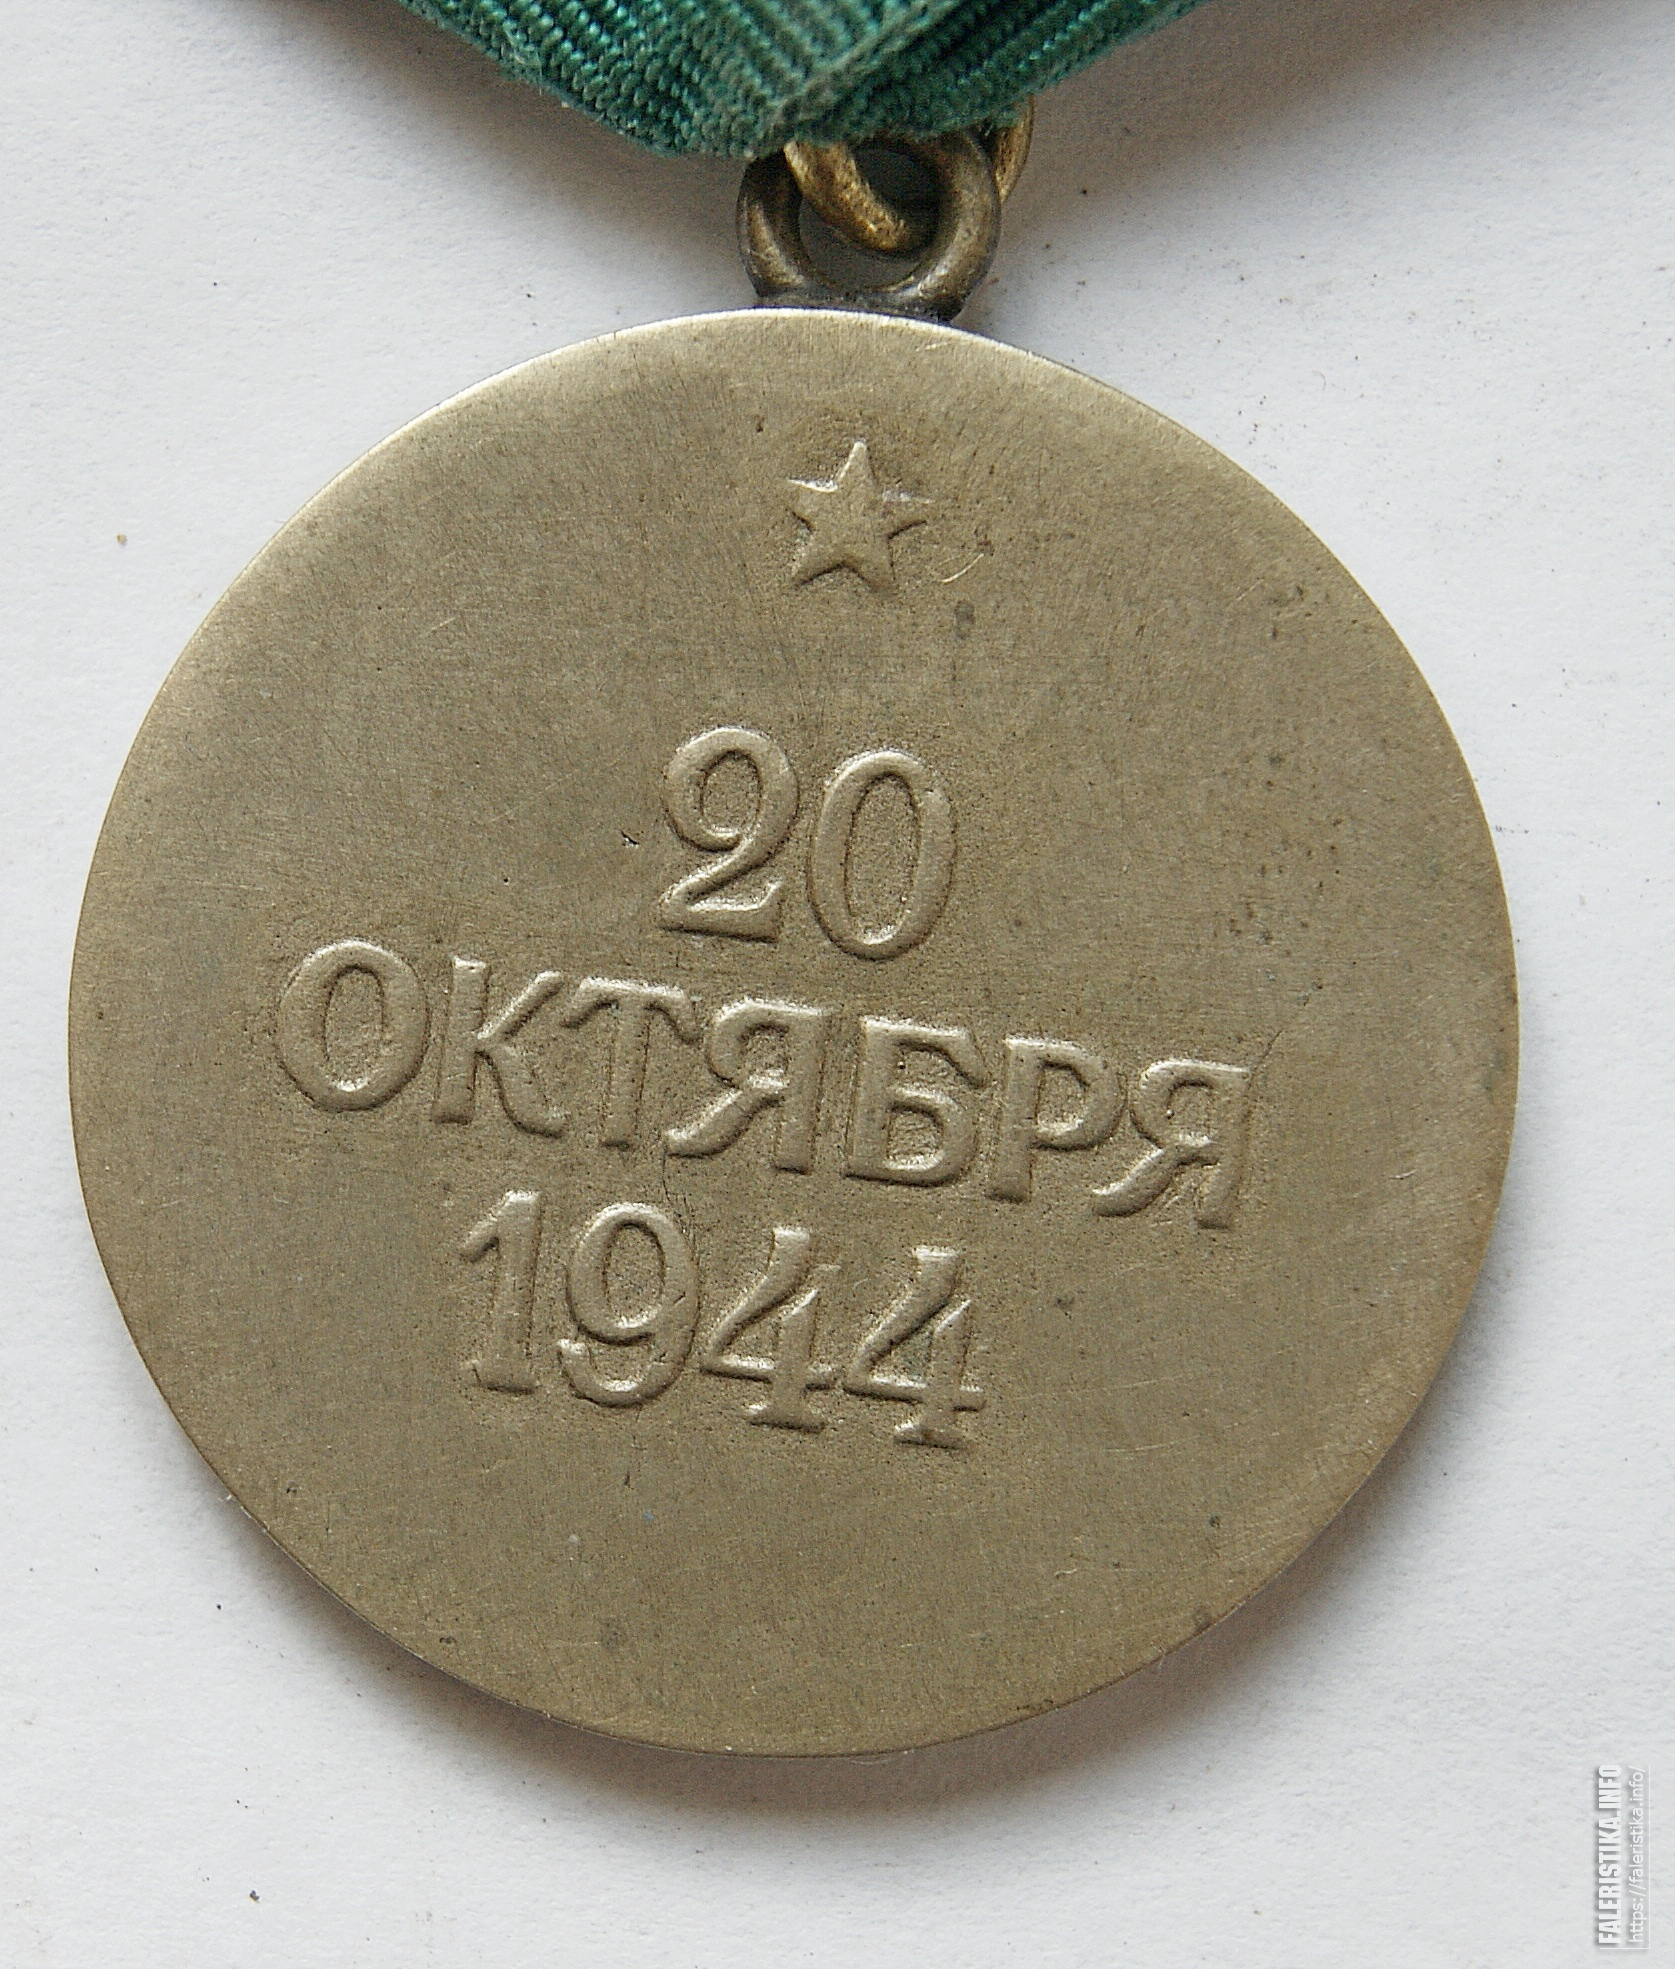 20
ОКТЯБРЯ
1944
FALERISTIKA.INFO
https://faleristika.info/